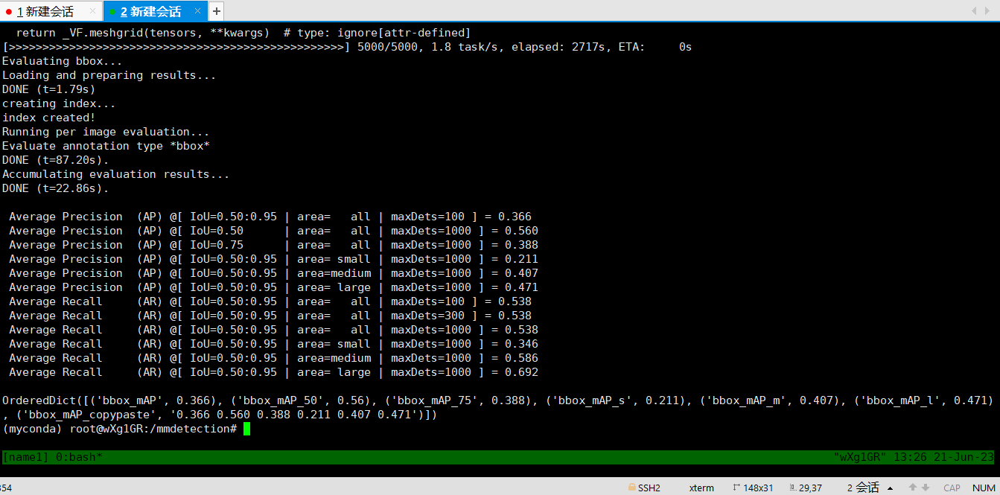 1 新建会话
2 新建会话
return _VF.meshgrid(tensors, **kwargs)  # type: ignore[attr-defined]
[>>>>>>>>>>>>>>>>>>>>>>>>>>>>>>>>>>>>>>>>>>>>>>>>>>] 5000/5000, 1.8 task/s, elapsed: 2717s, ETA:     0s
Evaluating bbox...
Loading and preparing results...
DONE (t=1.79s)
creating index...
index created!
Running per image evaluation...
Evaluate annotation type *bbox*
DONE (t=87.20s).
Accumulating evaluation results...
DONE (t=22.86s).
Average Precision  (AP) @[ IoU=0.50:0.95 | area=   all | maxDets=100 ] = 0.366
Average Precision  (AP) @[ IoU=0.50      | area=   all | maxDets=1000 ] = 0.560
Average Precision  (AP) @[ IoU=0.75      | area=   all | maxDets=1000 ] = 0.388
Average Precision  (AP) @[ IoU=0.50:0.95 | area= small | maxDets=1000 ] = 0.211
Average Precision  (AP) @[ IoU=0.50:0.95 | area=medium | maxDets=1000 ] = 0.407
Average Precision  (AP) @[ IoU=0.50:0.95 | area= large | maxDets=1000 ] = 0.471
Average Recall     (AR) @[ IoU=0.50:0.95 | area=   all | maxDets=100 ] = 0.538
Average Recall     (AR) @[ IoU=0.50:0.95 | area=   all | maxDets=300 ] = 0.538
Average Recall     (AR) @[ IoU=0.50:0.95 | area=   all | maxDets=1000 ] = 0.538
Average Recall     (AR) @[ IoU=0.50:0.95 | area= small | maxDets=1000 ] = 0.346
Average Recall     (AR) @[ IoU=0.50:0.95 | area=medium | maxDets=1000 ] = 0.586
Average Recall     (AR) @[ IoU=0.50:0.95 | area= large | maxDets=1000 ] = 0.692
OrderedDict([('bbox_mAP', 0.366), ('bbox_mAP_50', 0.56), ('bbox_mAP_75', 0.388), ('bbox_mAP_s', 0.211), ('bbox_mAP_m', 0.407), ('bbox_mAP_l', 0.471)
, ('bbox_mAP_copypaste', '0.366 0.560 0.388 0.211 0.407 0.471')])
(myconda) root@wXg1GR:/mmdetection#
[name1] 0:bash* "wXg1GR" 13:26 21-Jun-23
354 SSH2 xterm 148x31 29,37 2 会话 CAP NUM